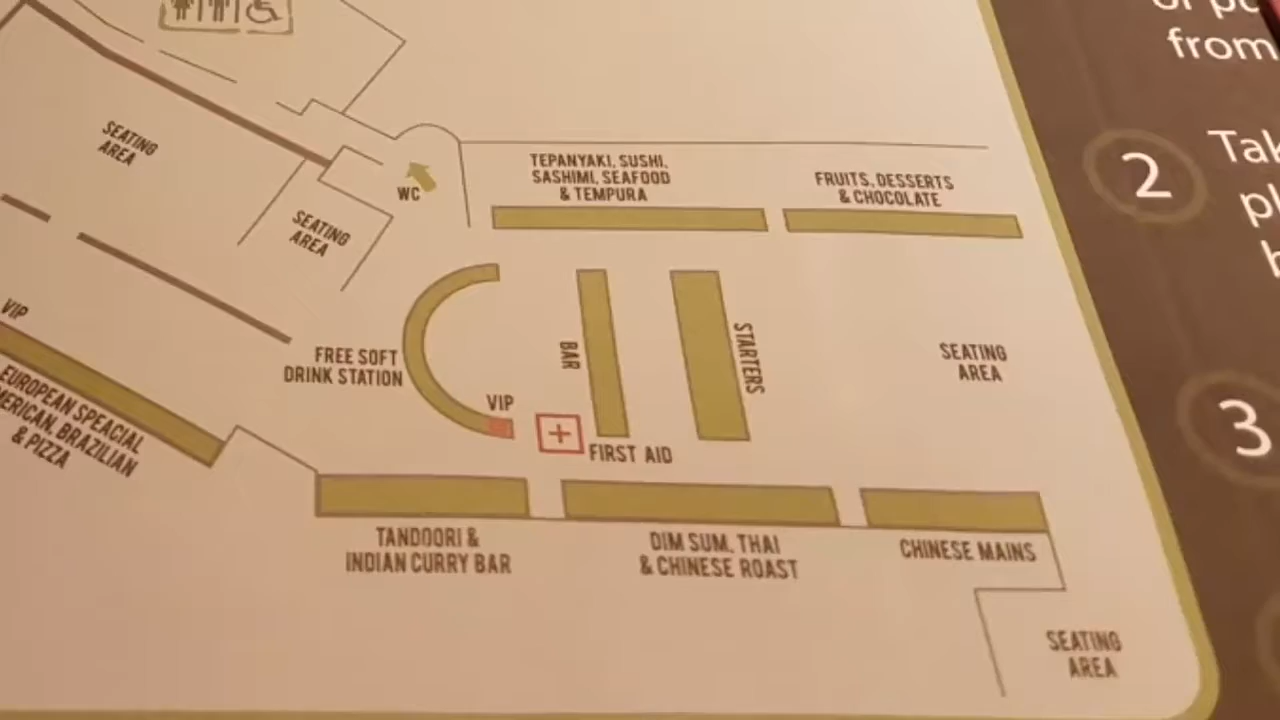 SEATING
AREA
SEATING
AREA
WC
TEPANYAKI, SUSHI,
SASHIMI, SEAFOOD
& TEMPURA
FRUITS, DESSERTS
& CHOCOLATE
VIP
EUROPEAN SPEACIAL
MERICAN, BRAZILIAN
& PIZZA
FREE SOFT
DRINK STATION
VIP
BAR
STARTERS
FIRST AID
SEATING
AREA
TANDOORI &
INDIAN CURRY BAR
DIM SUM, THAI
& CHINESE ROAST
CHINESE MAINS
SEATING
AREA
from
2
Tak
pl
3